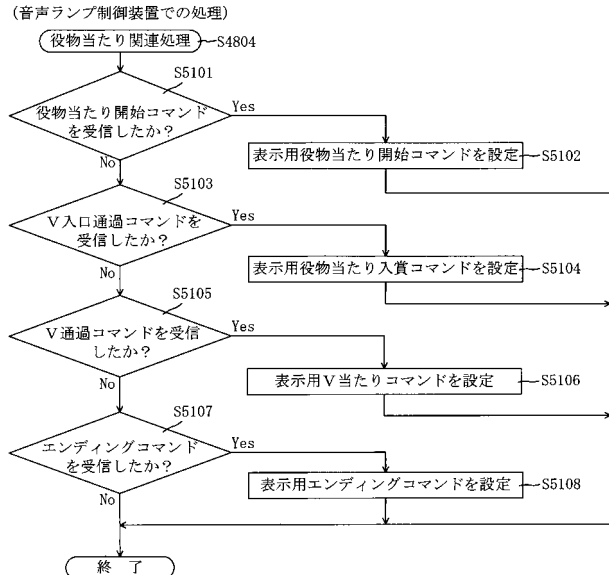 (音声ランプ制御装置での処理)
役物当たり関連処理 S4804
S5101
役物当たり開始コマンド
を受信したか？
Yes
No
表示用役物当たり開始コマンドを設定 S5102
S5103
V入口通過コマンドを
受信したか？
Yes
No
表示用役物当たり入賞コマンドを設定 S5104
S5105
V通過コマンドを受信
したか？
Yes
No
表示用V当たりコマンドを設定 S5106
S5107
エンディングコマンド
を受信したか？
Yes
No
表示用エンディングコマンドを設定 S5108
終 了